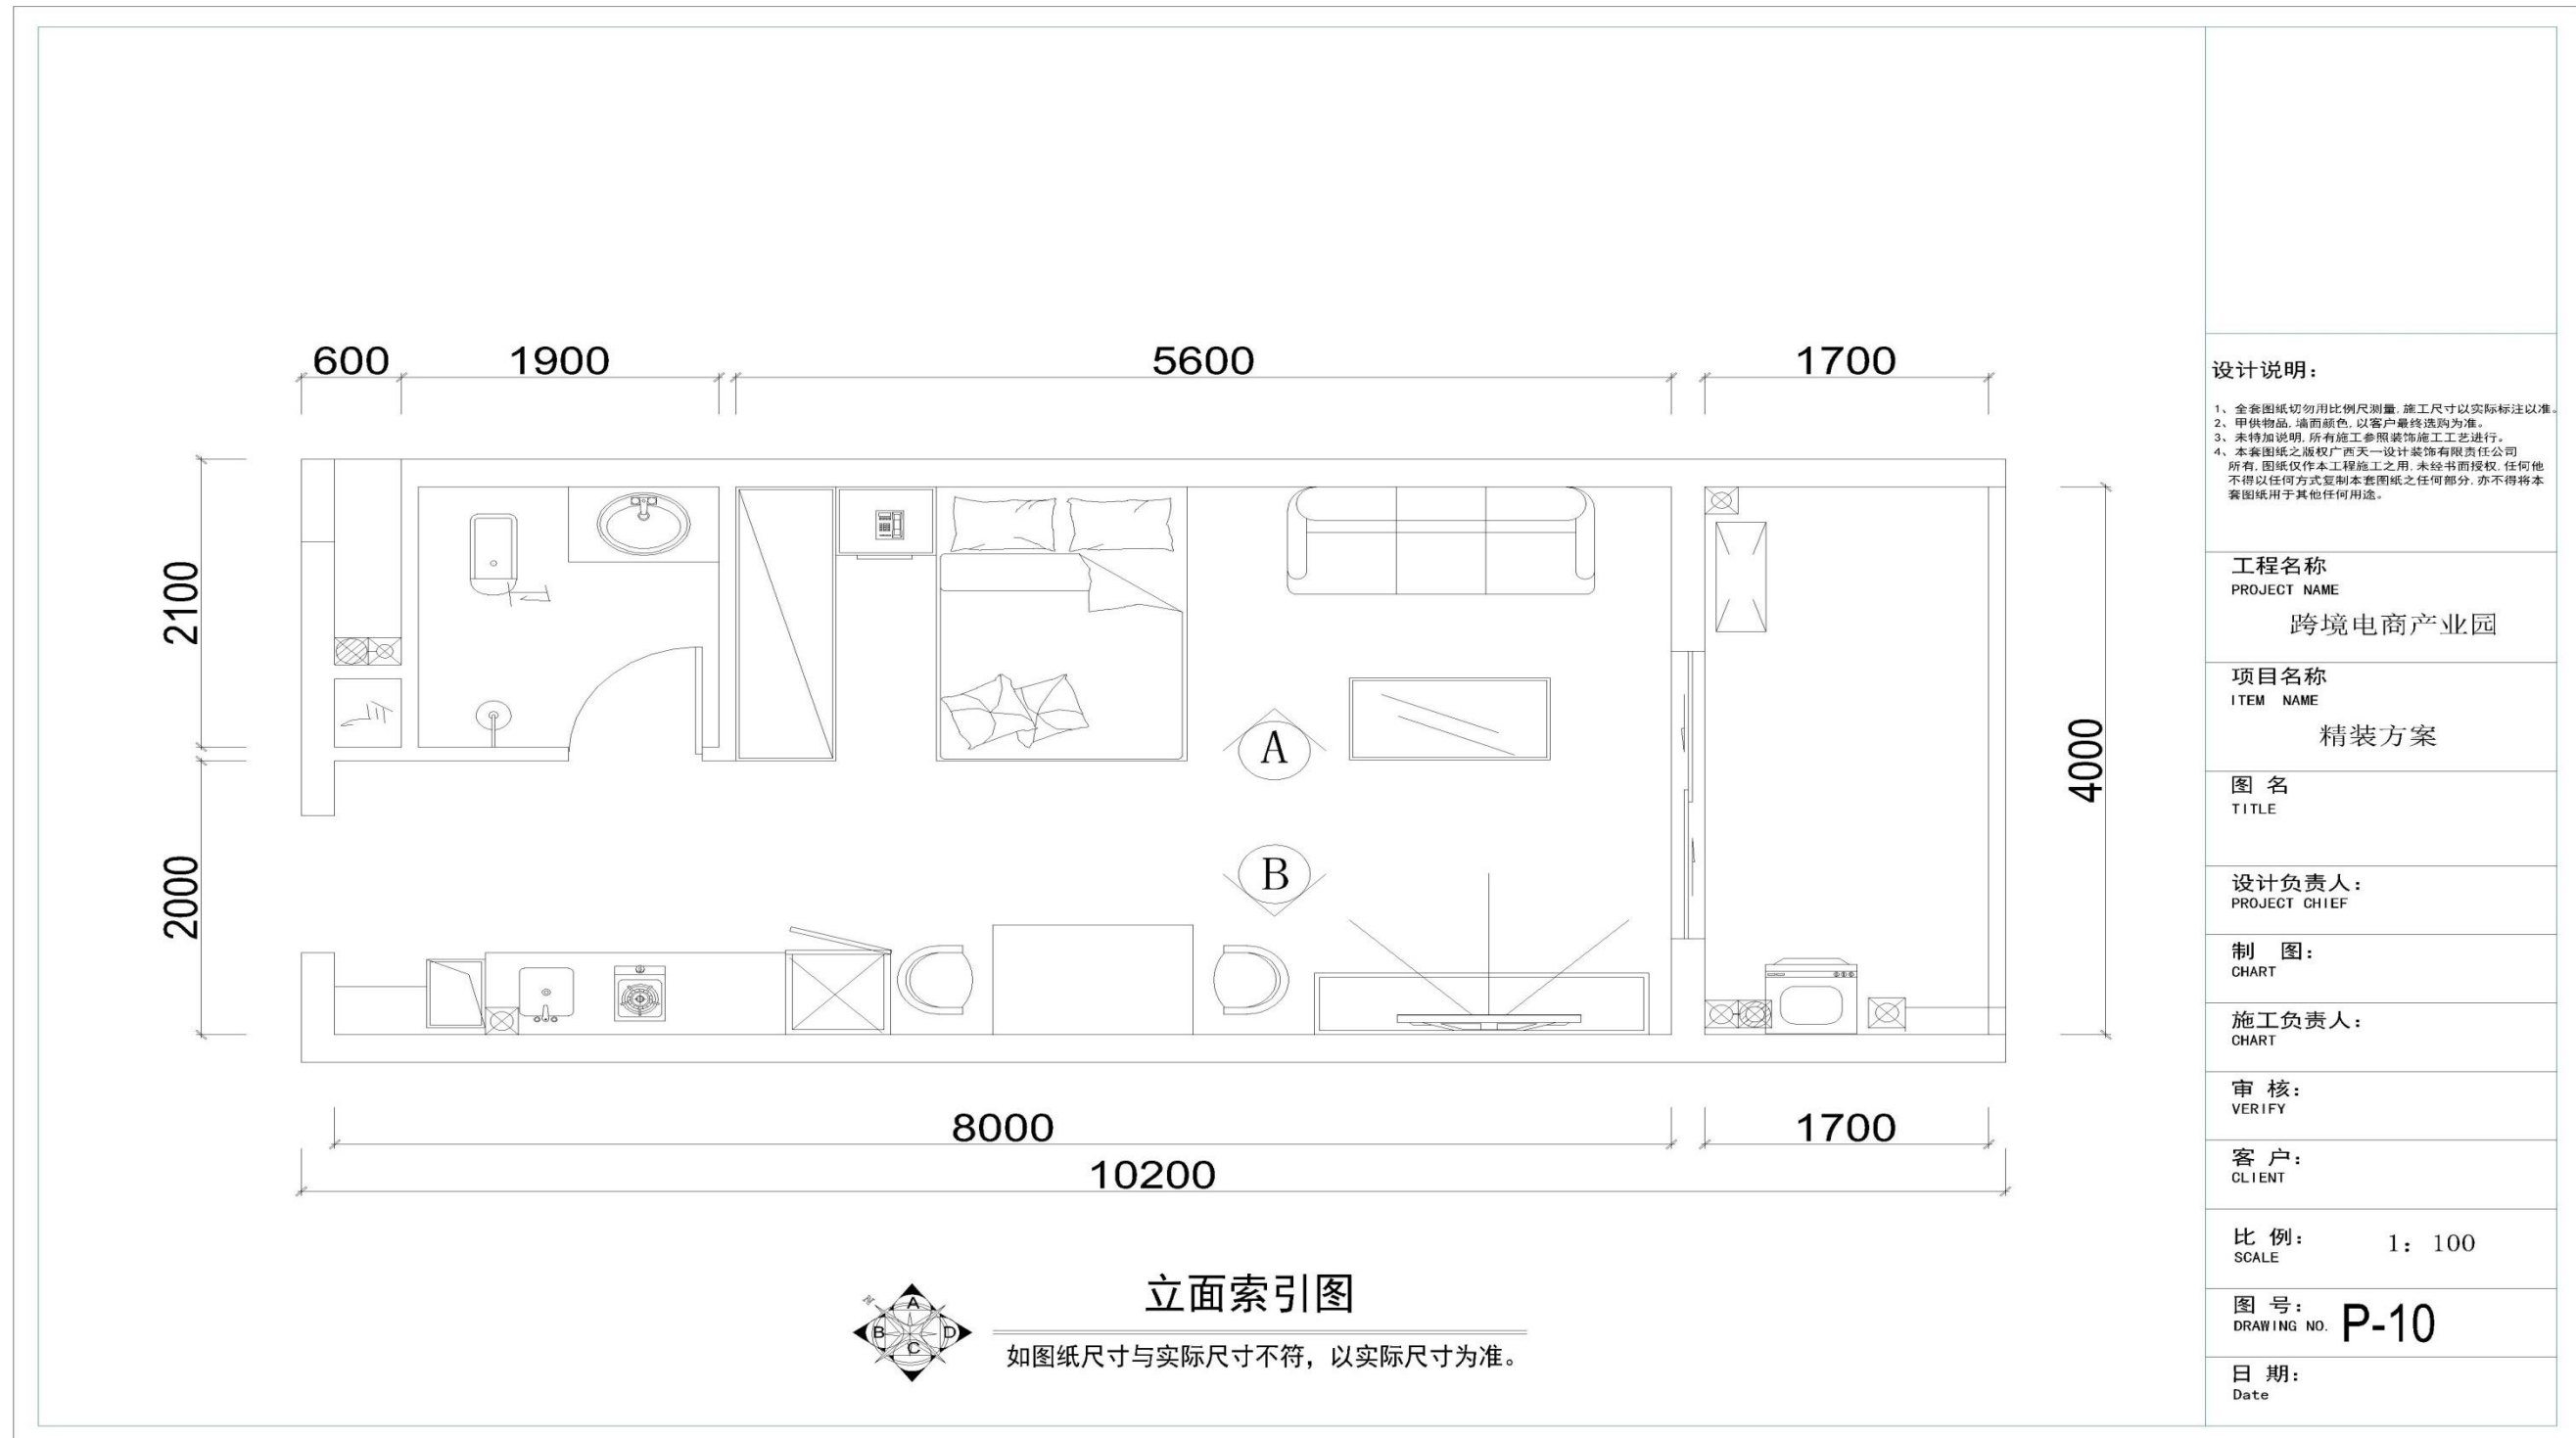 600
1900
5600
1700
2100
2000
4000
A
B
8000
1700
10200
N
A
B
D
C
立面索引图
如图纸尺寸与实际尺寸不符，以实际尺寸为准。
设计说明：
1、全套图纸切勿用比例尺测量,施工尺寸以实际标注以准。
2、甲供物品,墙面颜色,以客户最终选购为准。
3、未特加说明,所有施工参照装饰施工工艺进行。
4、本套图纸之版权广西天一设计装饰有限责任公司
所有,图纸仅作本工程施工之用,未经书面授权,任何他
不得以任何方式复制本套图纸之任何部分,亦不得将本
套图纸用于其他任何用途。
工程名称
PROJECT NAME
跨境电商产业园
项目名称
ITEM NAME
精装方案
图 名
TITLE
设计负责人：
PROJECT CHIEF
制 图：
CHART
施工负责人：
CHART
审 核：
VERIFY
客 户：
CLIENT
比 例： 1：100
SCALE
图 号： P-10
DRAWING NO.
日 期：
Date